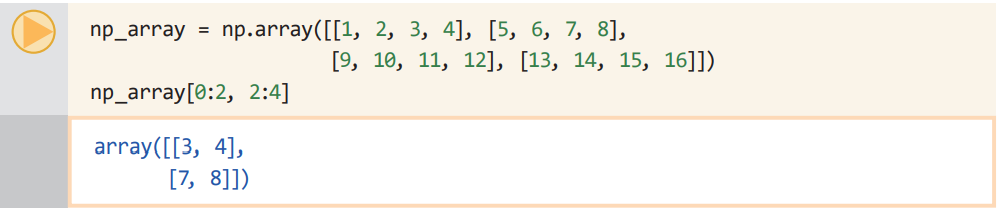 np_array = np.array([[1, 2, 3, 4], [5, 6, 7, 8],
[9, 10, 11, 12], [13, 14, 15, 16]])
np_array[0:2, 2:4]
array([[3, 4],
[7, 8]])